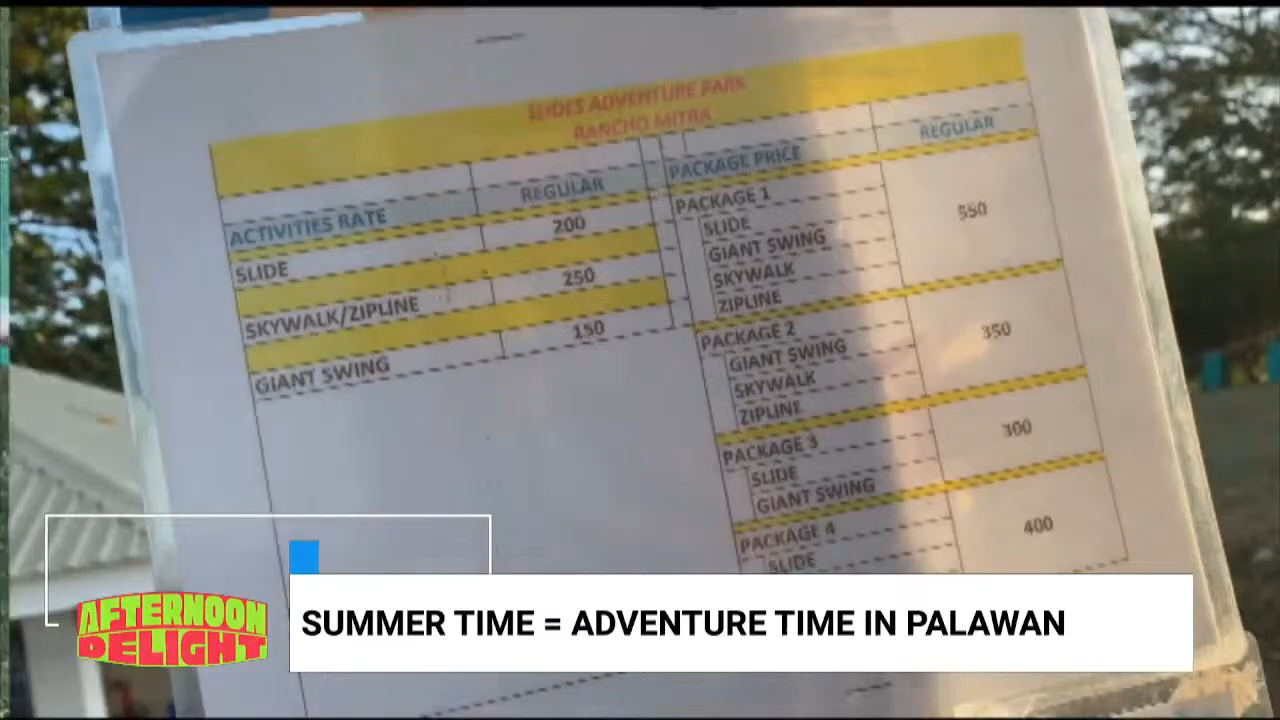 SLIDES ADVENTURE PARK
RANCHO MITRA
ACTIVITIES RATE REGULAR
SLIDE 200
SKYWALK/ZIPLINE 250
GIANT SWING 150
PACKAGE PRICE REGULAR
PACKAGE 1 550
SLIDE
GIANT SWING
SKYWALK
ZIPLINE
PACKAGE 2 350
GIANT SWING
SKYWALK
ZIPLINE
PACKAGE 3 300
SLIDE
GIANT SWING
PACKAGE 4 400
SLIDE
AFTERNOON
DELIGHT
SUMMER TIME = ADVENTURE TIME IN PALAWAN